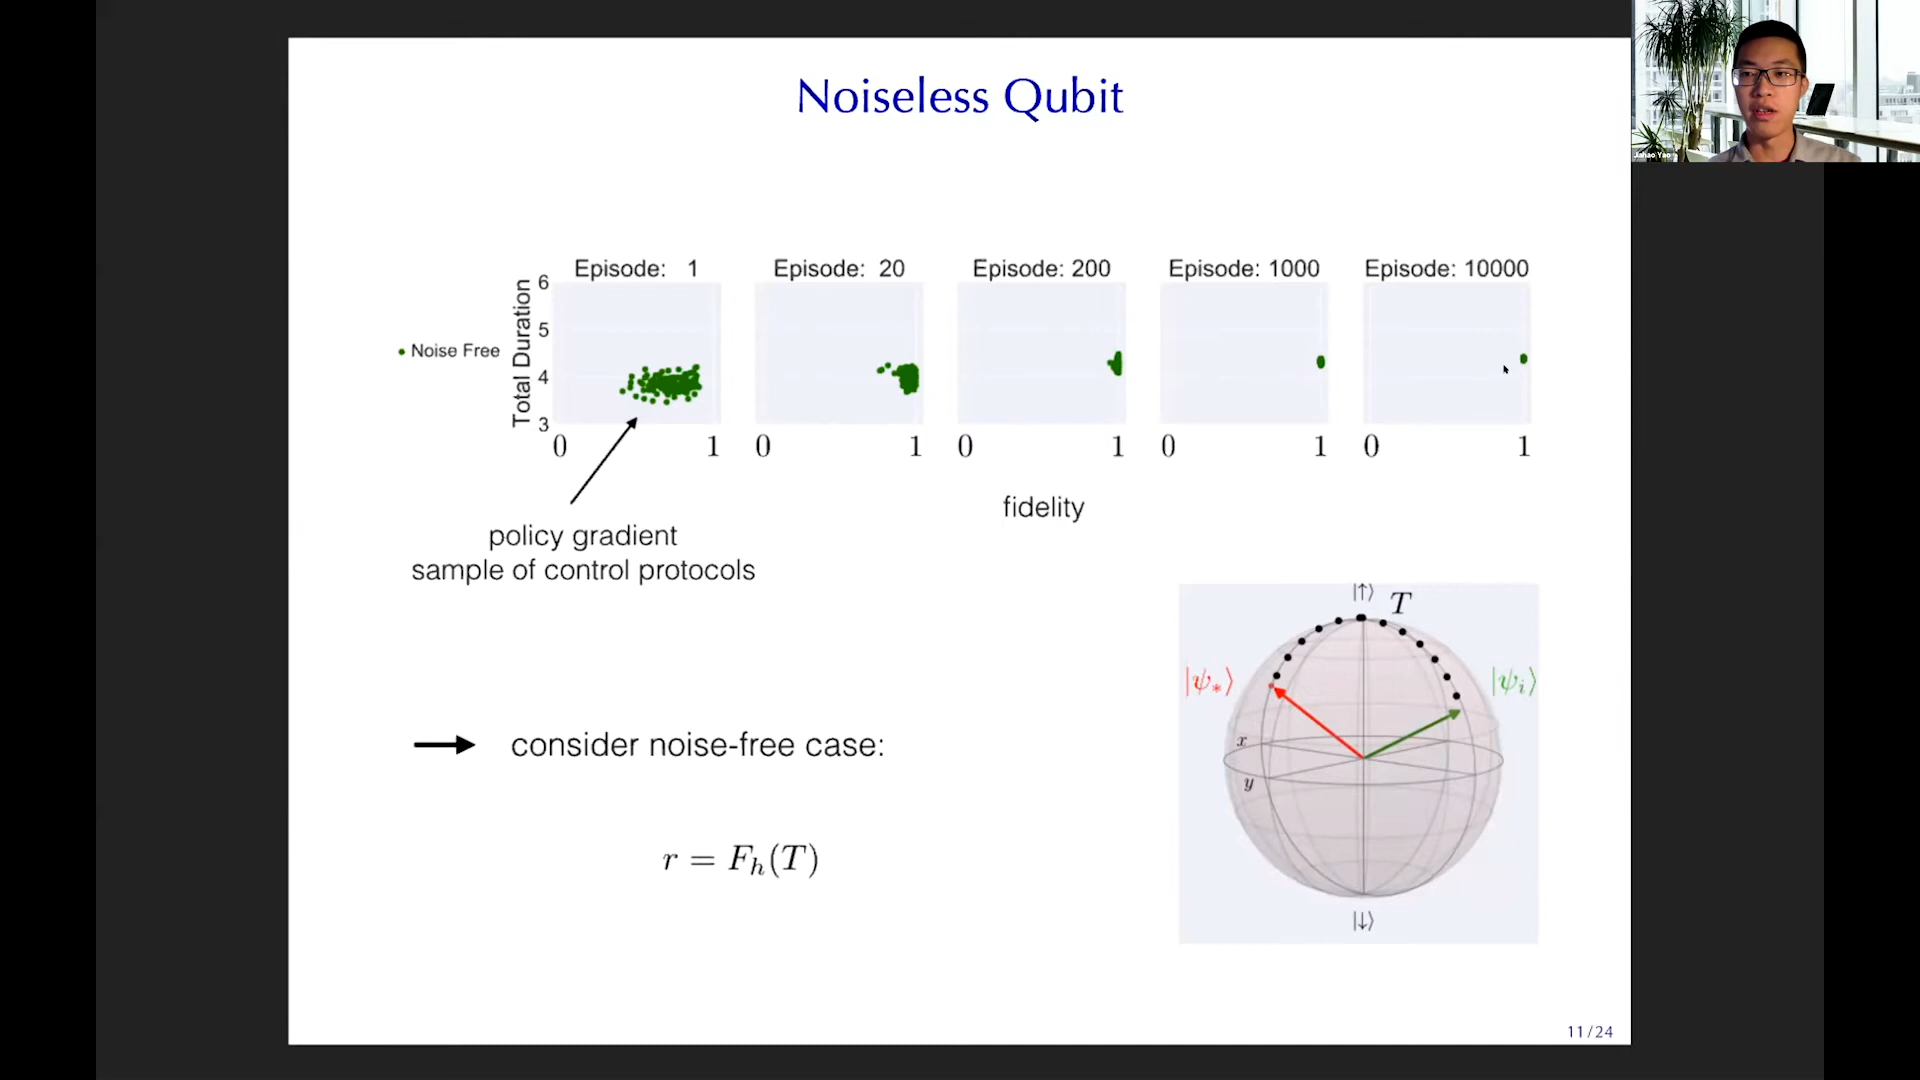 Noiseless Qubit
Jiahao Yao
Episode: 1
Episode: 20
Episode: 200
Episode: 1000
Episode: 10000
Total Duration
6
5
4
3
• Noise Free
0 1 0 1 0 1 0 1 0 1
fidelity
policy gradient
sample of control protocols
|↑⟩
T
|ψ*⟩
|ψi⟩
x
y
|↓⟩
consider noise-free case:
r = Fh(T)
11/24